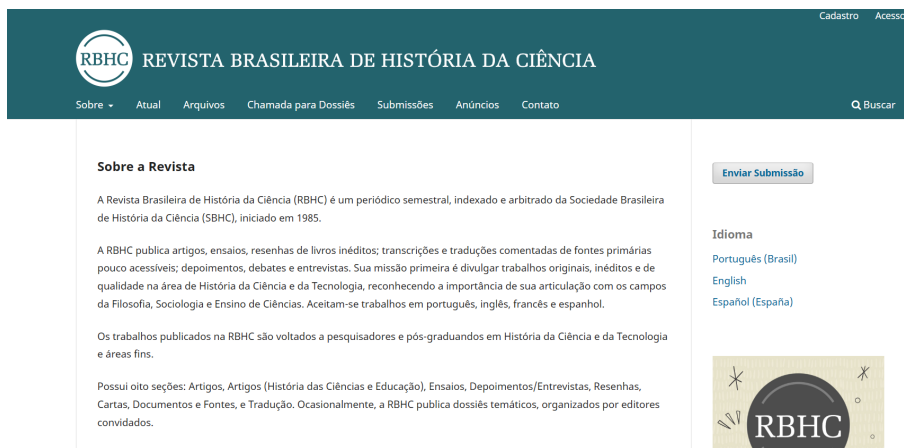 Cadastro Acesso
RBHC REVISTA BRASILEIRA DE HISTÓRIA DA CIÊNCIA
Sobre Atual Arquivos Chamada para Dossiês Submissões Anúncios Contato Buscar
Sobre a Revista
A Revista Brasileira de História da Ciência (RBHC) é um periódico semestral, indexado e arbitrado da Sociedade Brasileira
de História da Ciência (SBHC), iniciado em 1985.
A RBHC publica artigos, ensaios, resenhas de livros inéditos; transcrições e traduções comentadas de fontes primárias
pouco acessíveis; depoimentos, debates e entrevistas. Sua missão primeira é divulgar trabalhos originais, inéditos e de
qualidade na área de História da Ciência e da Tecnologia, reconhecendo a importância de sua articulação com os campos
da Filosofia, Sociologia e Ensino de Ciências. Aceitam-se trabalhos em português, inglês, francês e espanhol.
Os trabalhos publicados na RBHC são voltados a pesquisadores e pós-graduandos em História da Ciência e da Tecnologia
e áreas fins.
Possui oito seções: Artigos, Artigos (História das Ciências e Educação), Ensaios, Depoimentos/Entrevistas, Resenhas,
Cartas, Documentos e Fontes, e Tradução. Ocasionalmente, a RBHC publica dossiês temáticos, organizados por editores
convidados.
Enviar Submissão
Idioma
Português (Brasil)
English
Español (España)
RBHC